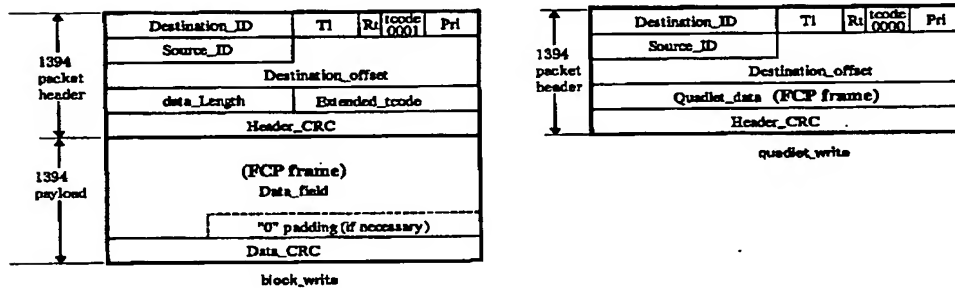 Destination_ID Tl Rt tcode 0001 Pri
Source_ID
1394 packet header
Destination_offset
data_Length Extended_tcode
Header_CRC
1394 payload
(FCP frame)
Data_field
"0" padding (if necessary)
Data_CRC
block_write
Destination_ID Tl Rt tcode 0000 Pri
Source_ID
1394 packet header
Destination_offset
Quadlet_data (FCP frame)
Header_CRC
quadlet_write